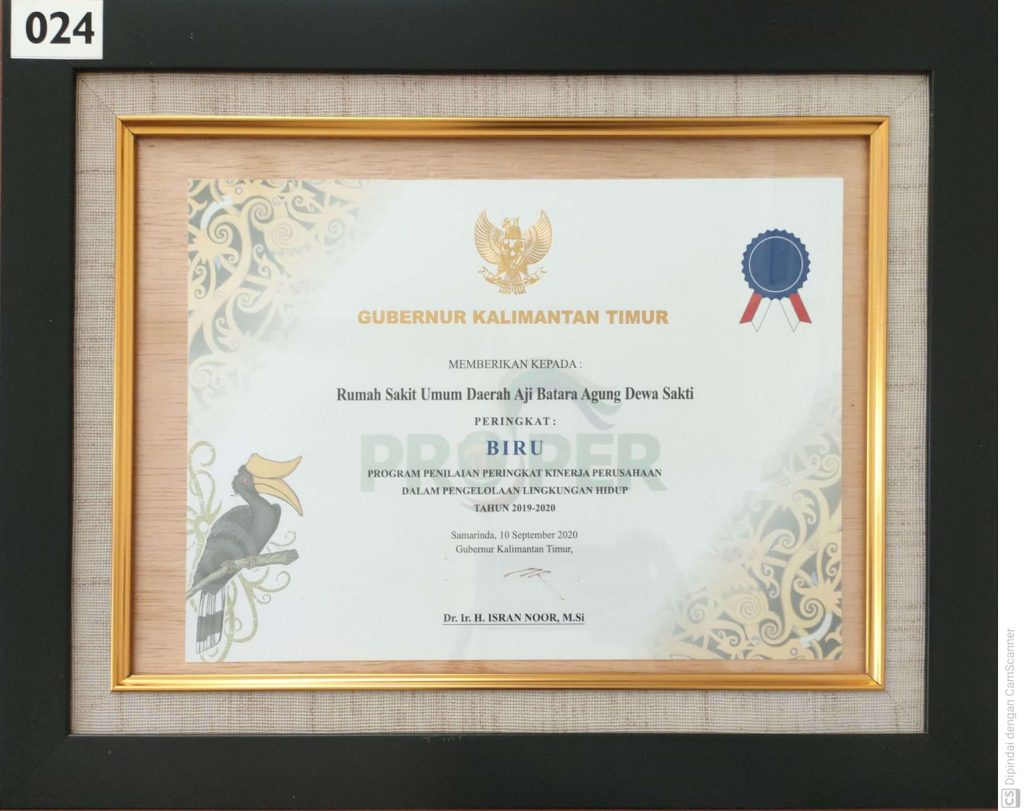 024
GUBERNUR KALIMANTAN TIMUR
MEMBERIKAN KEPADA :
Rumah Sakit Umum Daerah Aji Batara Agung Dewa Sakti
PERINGKAT :
BIRU
PROPER
PROGRAM PENILAIAN PERINGKAT KINERJA PERUSAHAAN
DALAM PENGELOLAAN LINGKUNGAN HIDUP
TAHUN 2019-2020
Samarinda, 10 September 2020
Gubernur Kalimantan Timur,
Dr. Ir. H. ISRAN NOOR, M.Si
CS Dipindai dengan CamScanner